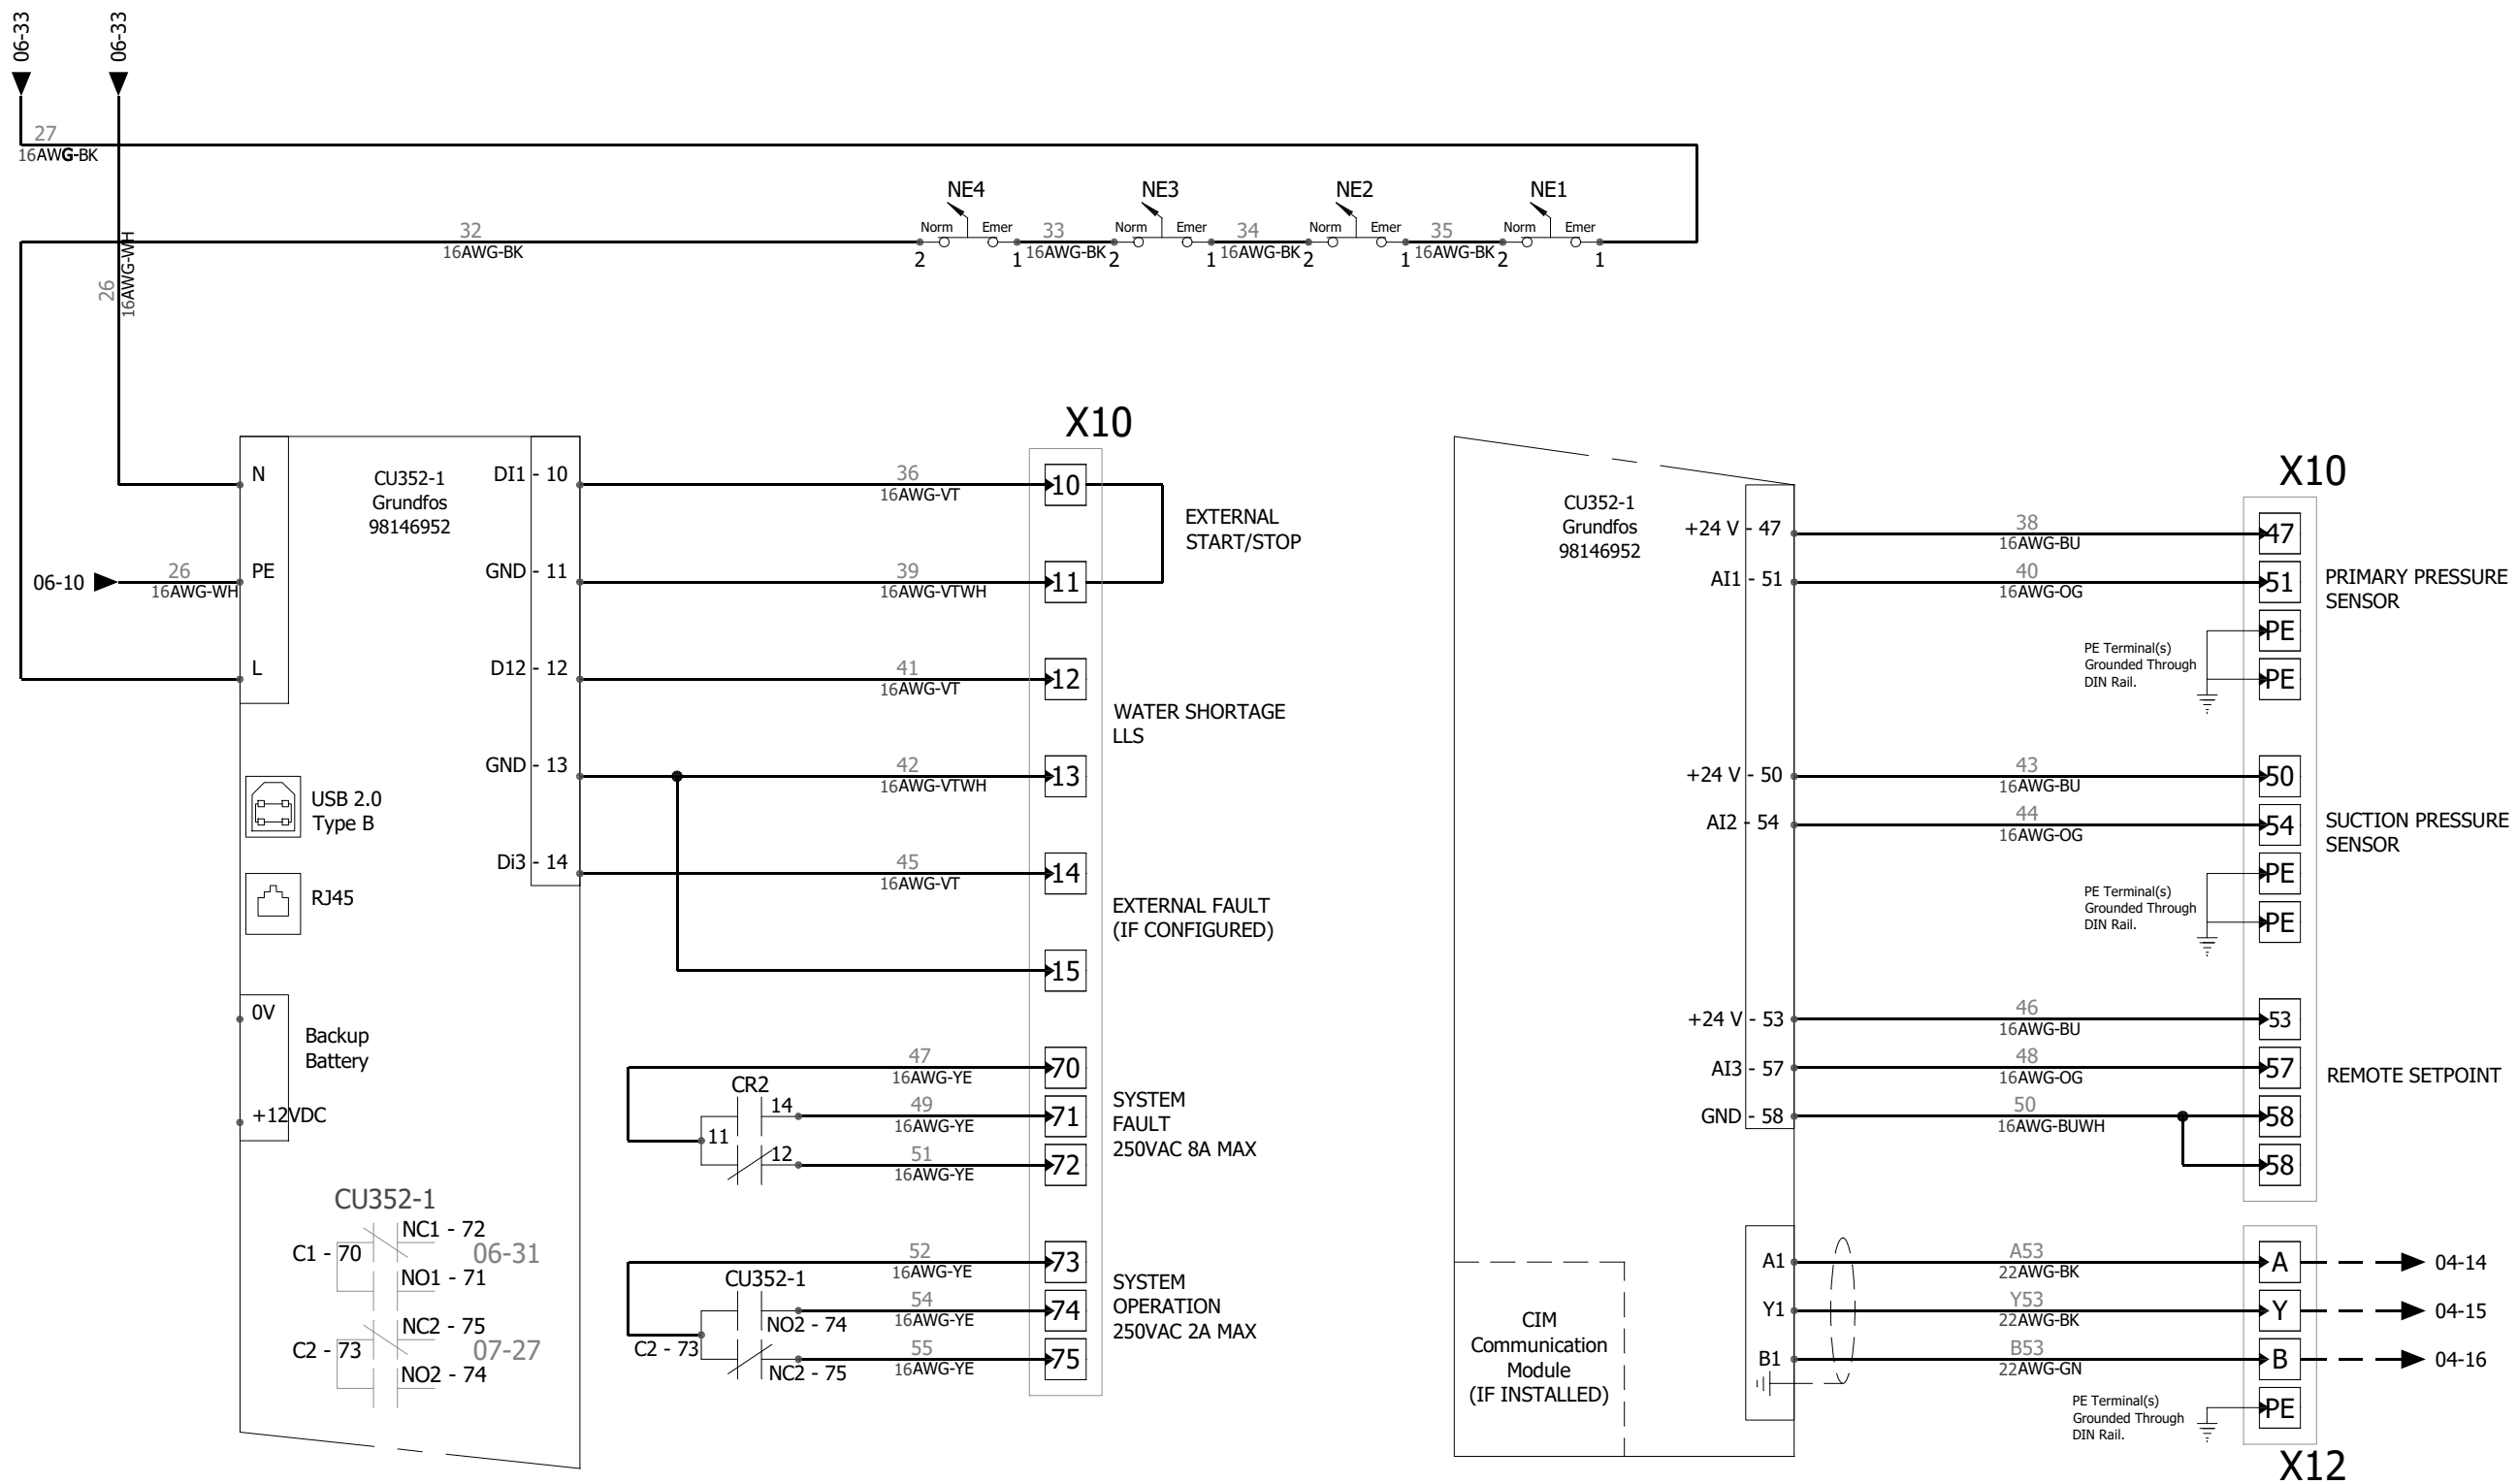 06-33
06-33
27
16AWG-BK
NE4
NE3
NE2
NE1
Norm Emer
Norm Emer
Norm Emer
Norm Emer
32
16AWG-BK
33
16AWG-BK
34
16AWG-BK
35
16AWG-BK
2 1
2 1
2 1
2 1
26
16AWG-WH
N
PE
L
06-10
26
16AWG-WH
CU352-1
Grundfos
98146952
USB 2.0
Type B
RJ45
0V
Backup
Battery
+12VDC
CU352-1
NC1 - 72
C1 - 70
06-31
NO1 - 71
NC2 - 75
C2 - 73
07-27
NO2 - 74
DI1 - 10
GND - 11
D12 - 12
GND - 13
Di3 - 14
X10
36
16AWG-VT
10
EXTERNAL
START/STOP
39
16AWG-VTWH
11
41
16AWG-VT
12
WATER SHORTAGE
LLS
42
16AWG-VTWH
13
45
16AWG-VT
14
EXTERNAL FAULT
(IF CONFIGURED)
15
47
16AWG-YE
70
CR2
14
49
16AWG-YE
71
11
12
51
16AWG-YE
72
SYSTEM
FAULT
250VAC 8A MAX
52
16AWG-YE
73
CU352-1
54
16AWG-YE
74
NO2 - 74
C2 - 73
55
16AWG-YE
75
NC2 - 75
SYSTEM
OPERATION
250VAC 2A MAX
CU352-1
Grundfos
98146952
X10
+24 V - 47
38
16AWG-BU
47
AI1 - 51
40
16AWG-OG
51
PRIMARY PRESSURE
SENSOR
PE
PE
PE Terminal(s)
Grounded Through
DIN Rail.
+24 V - 50
43
16AWG-BU
50
AI2 - 54
44
16AWG-OG
54
SUCTION PRESSURE
SENSOR
PE
PE
PE Terminal(s)
Grounded Through
DIN Rail.
+24 V - 53
46
16AWG-BU
53
AI3 - 57
48
16AWG-OG
57
REMOTE SETPOINT
GND - 58
50
16AWG-BUWH
58
58
CIM
Communication
Module
(IF INSTALLED)
A1
A53
22AWG-BK
A
04-14
Y1
Y53
22AWG-BK
Y
04-15
B1
B53
22AWG-GN
B
04-16
PE
PE Terminal(s)
Grounded Through
DIN Rail.
X12